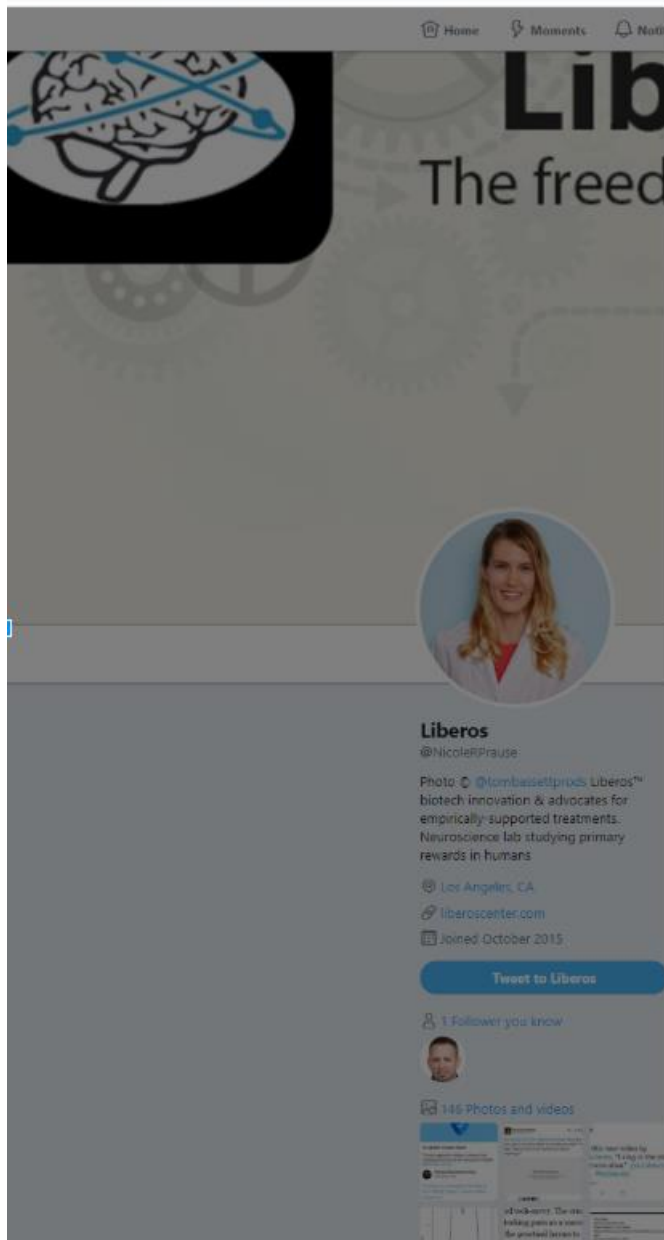 Home Moments Noti
Lib
The freed
Liberos
@NicoleRPrause
Photo © @tombassettprods Liberos™
biotech innovation & advocates for
empirically-supported treatments.
Neuroscience lab studying primary
rewards in humans
Los Angeles, CA
liberoscenter.com
Joined October 2015
Tweet to Liberos
1 Follower you know
146 Photos and videos